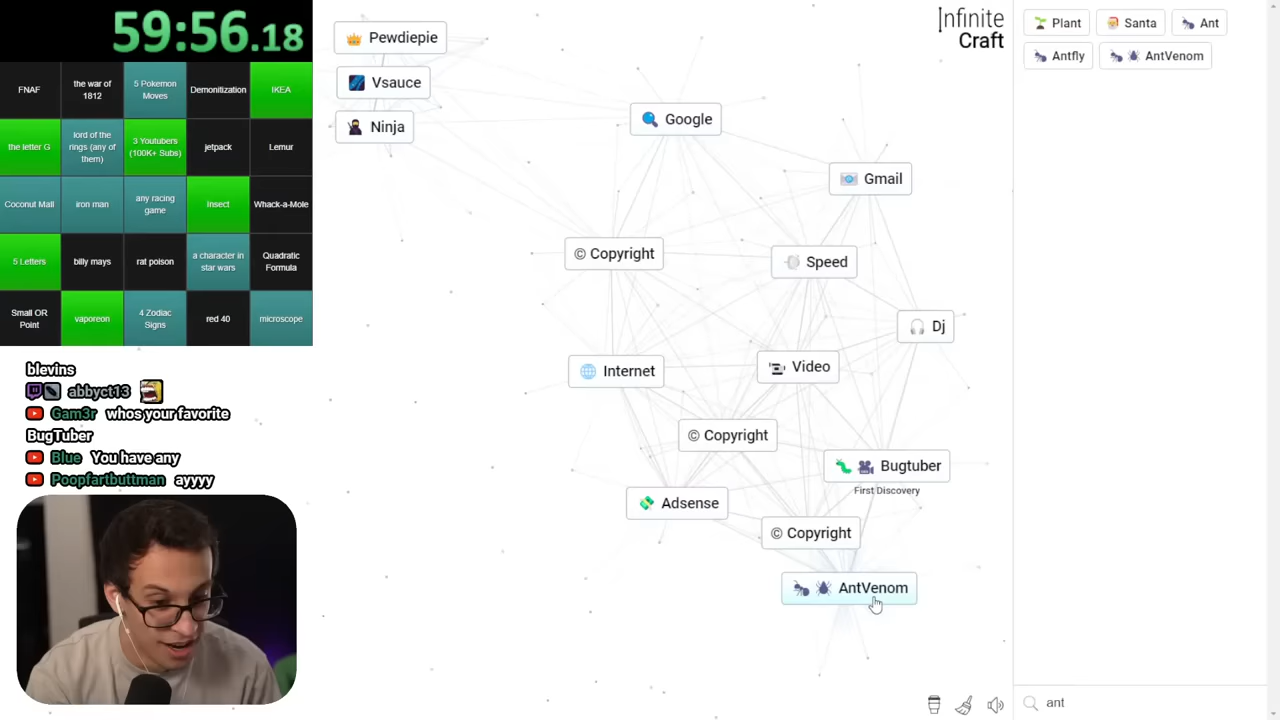 59:56.18
FNAF
the war of
1812
5 Pokemon
Moves
Demonitization
IKEA
the letter G
lord of the
rings (any of
them)
3 Youtubers
(100K+ Subs)
jetpack
Lemur
Coconut Mall
iron man
any racing
game
Insect
Whack-a-Mole
5 Letters
billy mays
rat poison
a character in
star wars
Quadratic
Formula
Small OR
Point
vaporeon
4 Zodiac
Signs
red 40
microscope
blevins
abbyct13
Gam3r whos your favorite
BugTuber
Blue You have any
Poopfartbuttman ayyyy
Pewdiepie
Vsauce
Ninja
Google
Gmail
© Copyright
Speed
Dj
Internet
Video
© Copyright
Bugtuber
First Discovery
Adsense
© Copyright
AntVenom
Infinite
Craft
Plant
Santa
Ant
Antfly
AntVenom
ant